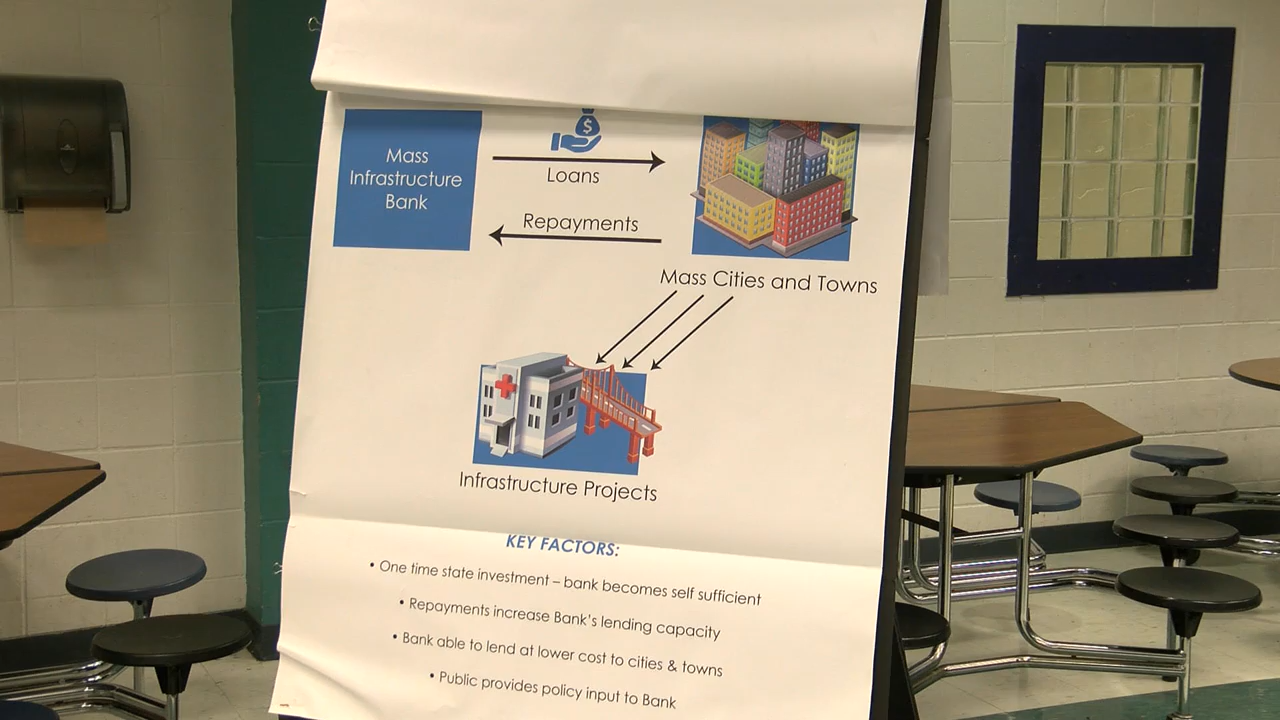 Mass
Infrastructure
Bank
$
Loans
Repayments
Mass Cities and Towns
Infrastructure Projects
KEY FACTORS:
• One time state investment – bank becomes self sufficient
• Repayments increase Bank's lending capacity
• Bank able to lend at lower cost to cities & towns
• Public provides policy input to Bank